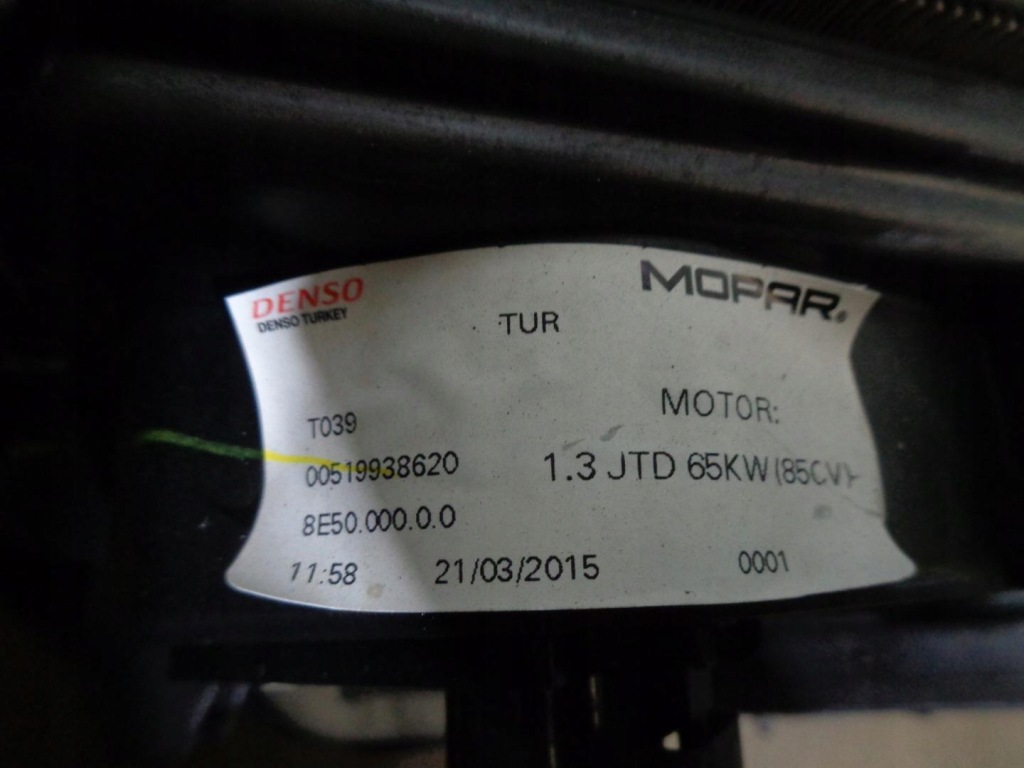 DENSO
DENSO TURKEY
TUR
MOPAR®
MOTOR:
T039
00519938620
1.3 JTD 65KW (85CV)
8E50.000.0.0
11:58
21/03/2015
0001